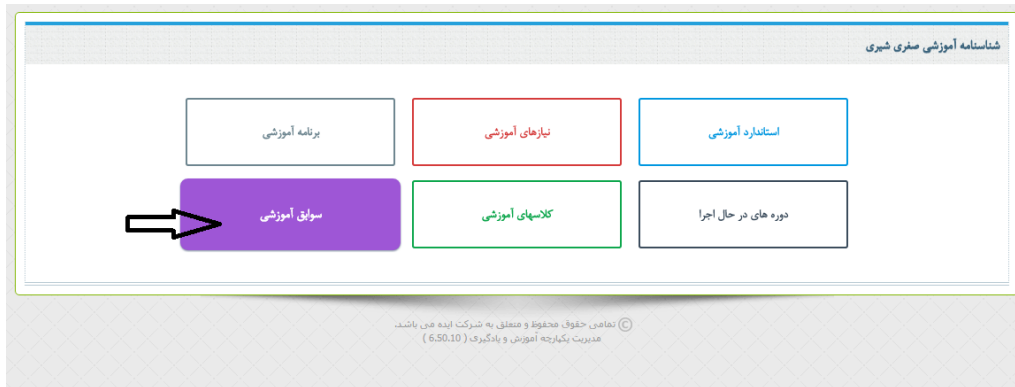 شناسنامه آموزشی صفری شیری
استاندارد آموزشی
نیازهای آموزشی
برنامه آموزشی
دوره های در حال اجرا
کلاسهای آموزشی
سوابق آموزشی
© تمامی حقوق محفوظ و متعلق به شرکت ایده می باشد.
مدیریت یکپارچه آموزش و یادگیری ( 6.50.10 )